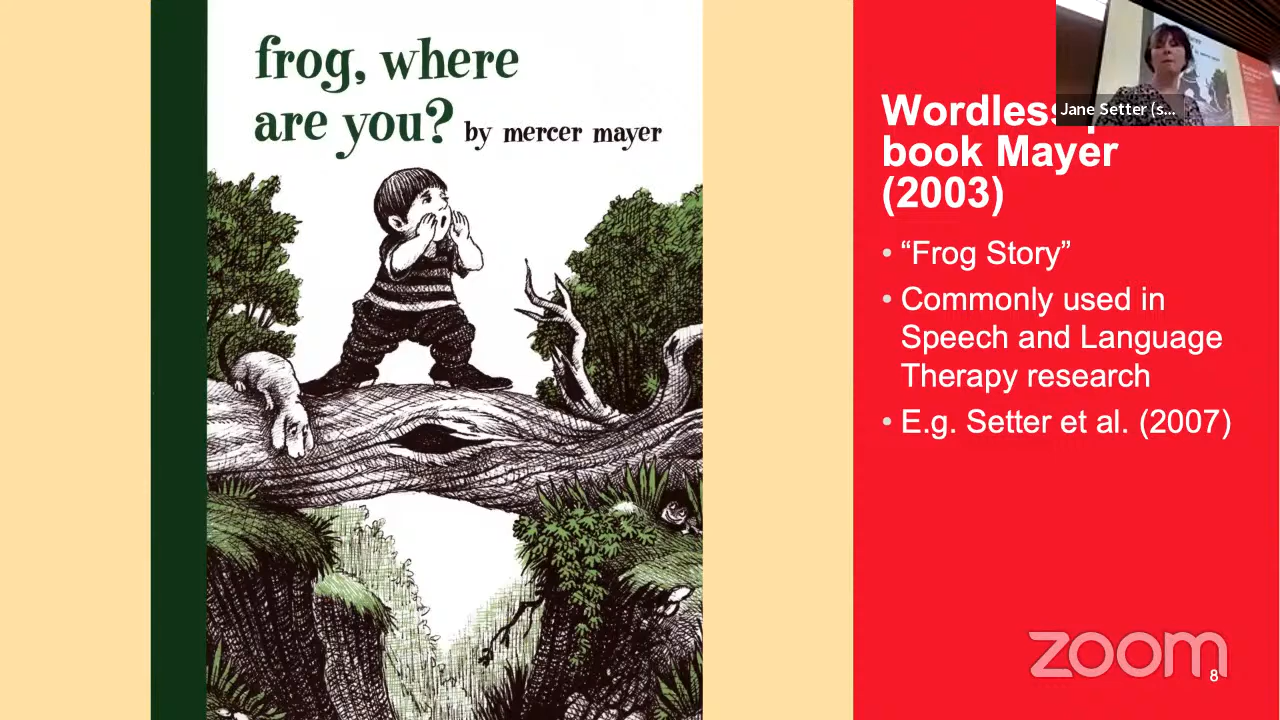 frog, where
are you? by mercer mayer
Wordless
book Mayer
(2003)
• “Frog Story”
• Commonly used in
Speech and Language
Therapy research
• E.g. Setter et al. (2007)
Jane Setter (s...
zoom
8